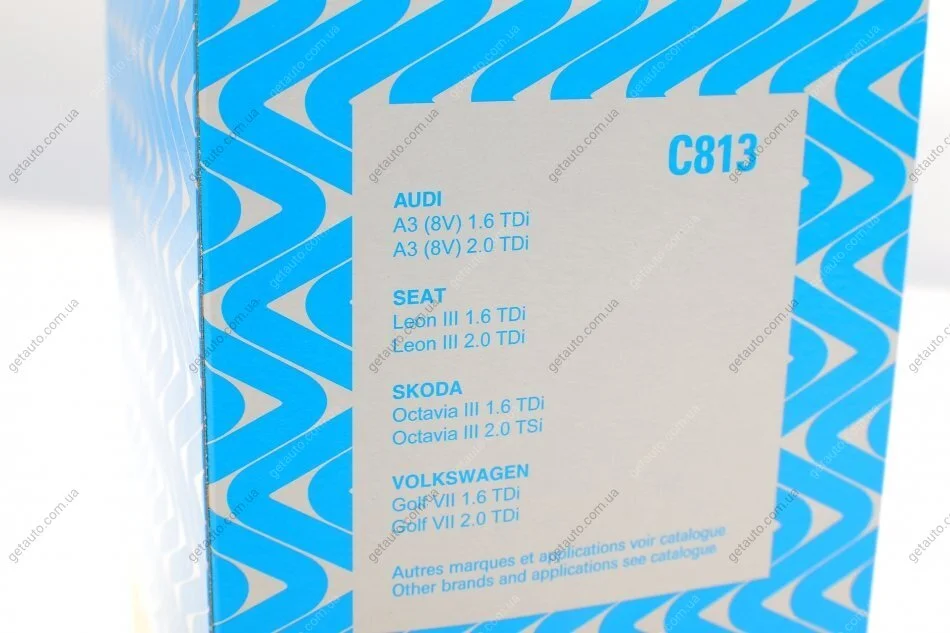 C813
AUDI
A3 (8V) 1.6 TDi
A3 (8V) 2.0 TDi
SEAT
Leon III 1.6 TDi
Leon III 2.0 TDi
SKODA
Octavia III 1.6 TDi
Octavia III 2.0 TSi
VOLKSWAGEN
Golf VII 1.6 TDi
Golf VII 2.0 TDi
Autres marques et applications voir catalogue
Other brands and applications see catalogue
getauto.com.ua